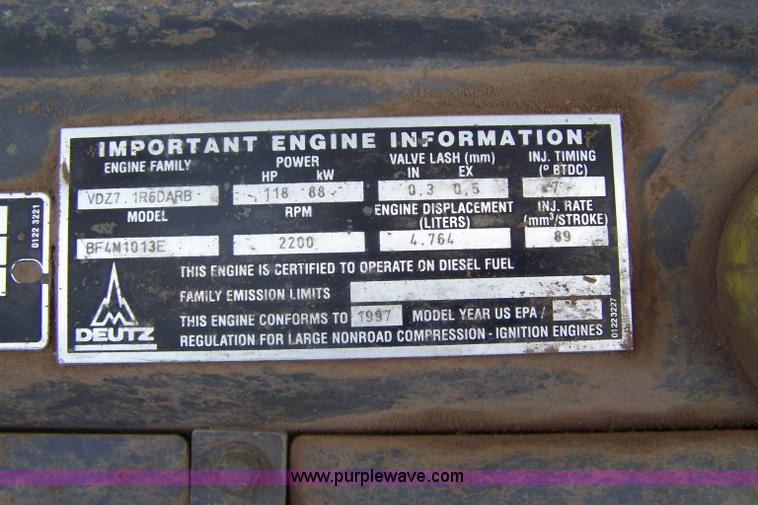 IMPORTANT ENGINE INFORMATION
ENGINE FAMILY POWER VALVE LASH (mm) INJ. TIMING
HP kW IN EX (º BTDC)
VDZ7.1R6DARB 118 88 0,3 0,5 7
MODEL RPM ENGINE DISPLACEMENT INJ. RATE
(LITERS) mm³/STROKE)
BF4M1013E 2200 4.764 89
THIS ENGINE IS CERTIFIED TO OPERATE ON DIESEL FUEL
FAMILY EMISSION LIMITS
THIS ENGINE CONFORMS TO 1997 MODEL YEAR US EPA /
REGULATION FOR LARGE NONROAD COMPRESSION - IGNITION ENGINES
DEUTZ
01223227
0122 3221
www.purplewave.com